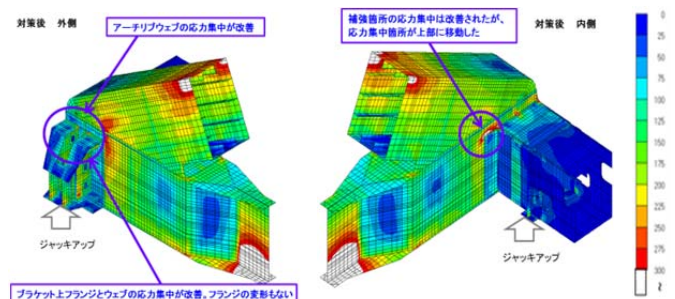 対策後 外側
アーチリブウェブの応力集中が改善
補強箇所の応力集中は改善されたが、
応力集中箇所が上部に移動した
対策後 内側
0
25
50
75
100
125
150
175
200
225
250
275
300
~
ジャッキアップ
ジャッキアップ
ブラケット上フランジとウェブの応力集中が改善。フランジの変形もない